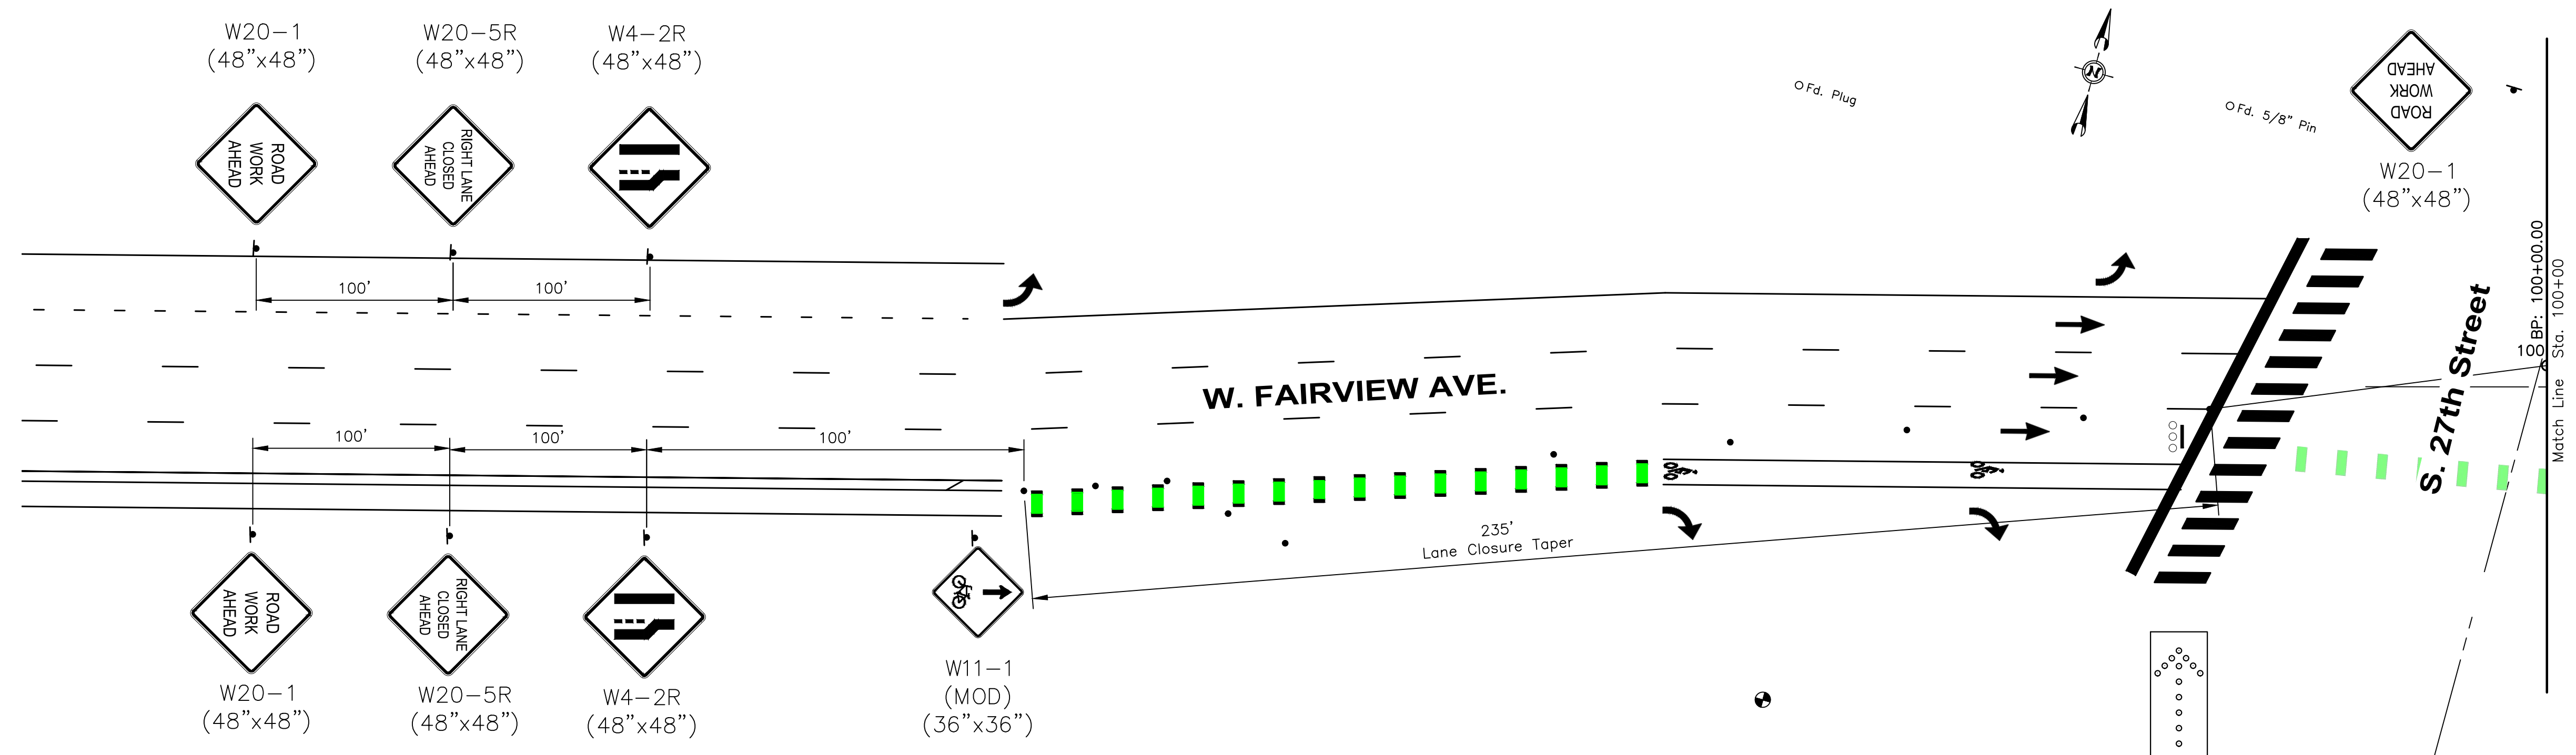 W20-1
(48"x48")
W20-5R
(48"x48")
W4-2R
(48"x48")
ROAD
WORK
AHEAD
RIGHT LANE
CLOSED
AHEAD
100'
100'
Fd. Plug
N
Fd. 5/8" Pin
ROAD
WORK
AHEAD
W20-1
(48"x48")
W. FAIRVIEW AVE.
S. 27th Street
100
BP: 100+00.00
Match Line Sta. 100+00
100'
100'
100'
235'
Lane Closure Taper
ROAD
WORK
AHEAD
RIGHT LANE
CLOSED
AHEAD
W20-1
(48"x48")
W20-5R
(48"x48")
W4-2R
(48"x48")
W11-1
(MOD)
(36"x36")